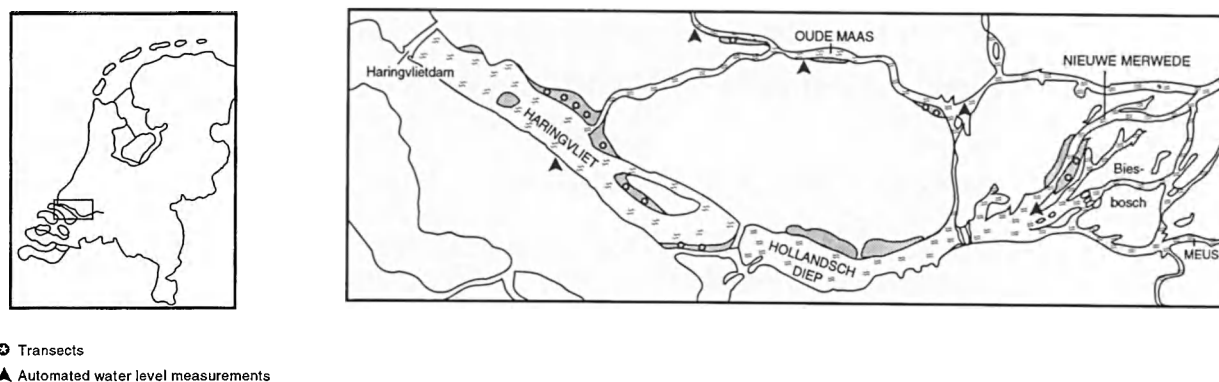 OUDE MAAS
NIEUWE MERWEDE
Haringvlietdam
HARINGVLIET
Bies-
bosch
HOLLANDSCH
DIEP
MEUS
Transects
Automated water level measurements